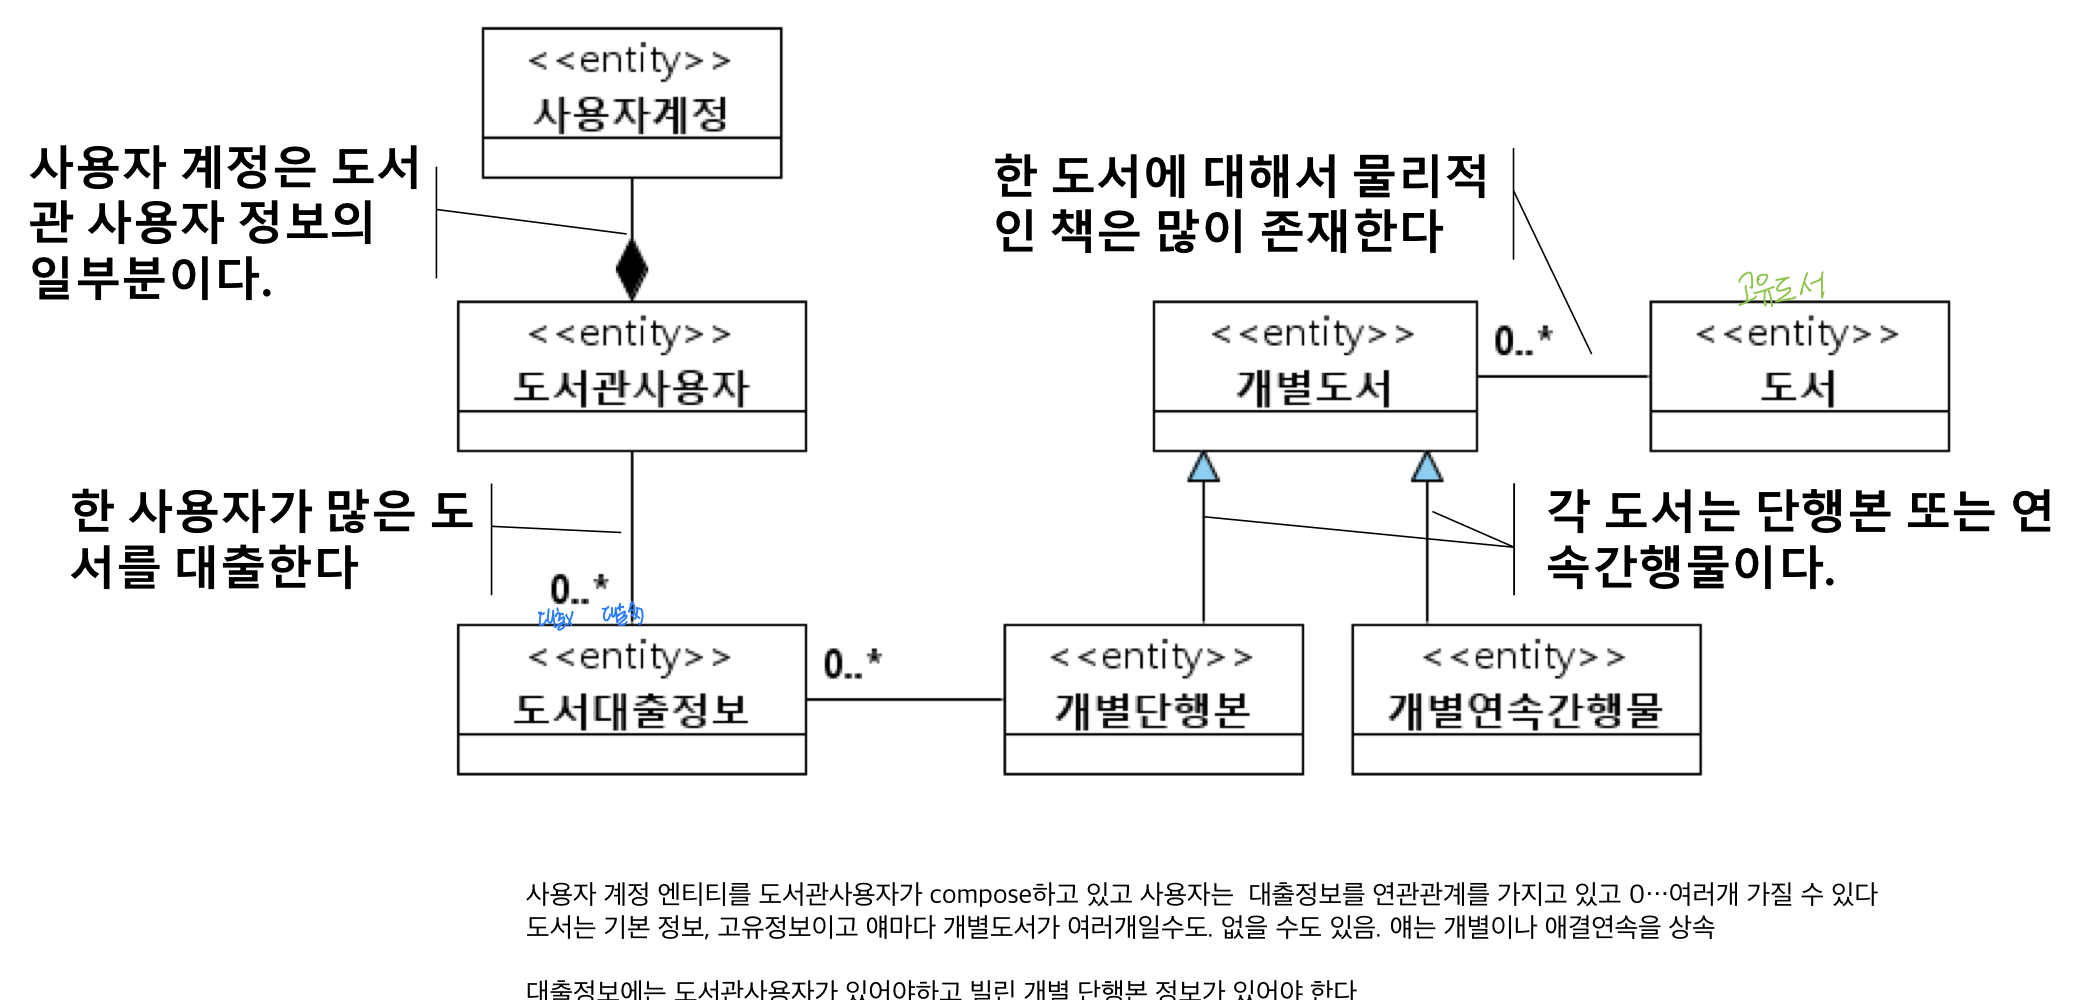 <<entity>>
사용자계정
사용자 계정은 도서
관 사용자 정보의
일부분이다.
한 도서에 대해서 물리적
인 책은 많이 존재한다
고유도서
<<entity>>
도서관사용자
<<entity>>
개별도서
0..*
<<entity>>
도서
한 사용자가 많은 도
서를 대출한다
각 도서는 단행본 또는 연
속간행물이다.
0..*
<<entity>>
도서대출정보
0..*
<<entity>>
개별단행본
<<entity>>
개별연속간행물
사용자 계정 엔티티를 도서관사용자가 compose하고 있고 사용자는 대출정보를 연관관계를 가지고 있고 0…여러개 가질 수 있다
도서는 기본 정보, 고유정보이고 얘마다 개별도서가 여러개일수도. 없을 수도 있음. 얘는 개별이나 애결연속을 상속
대출정보에는 도서관사용자가 있어야하고 빌린 개별 단행본 정보가 있어야 한다